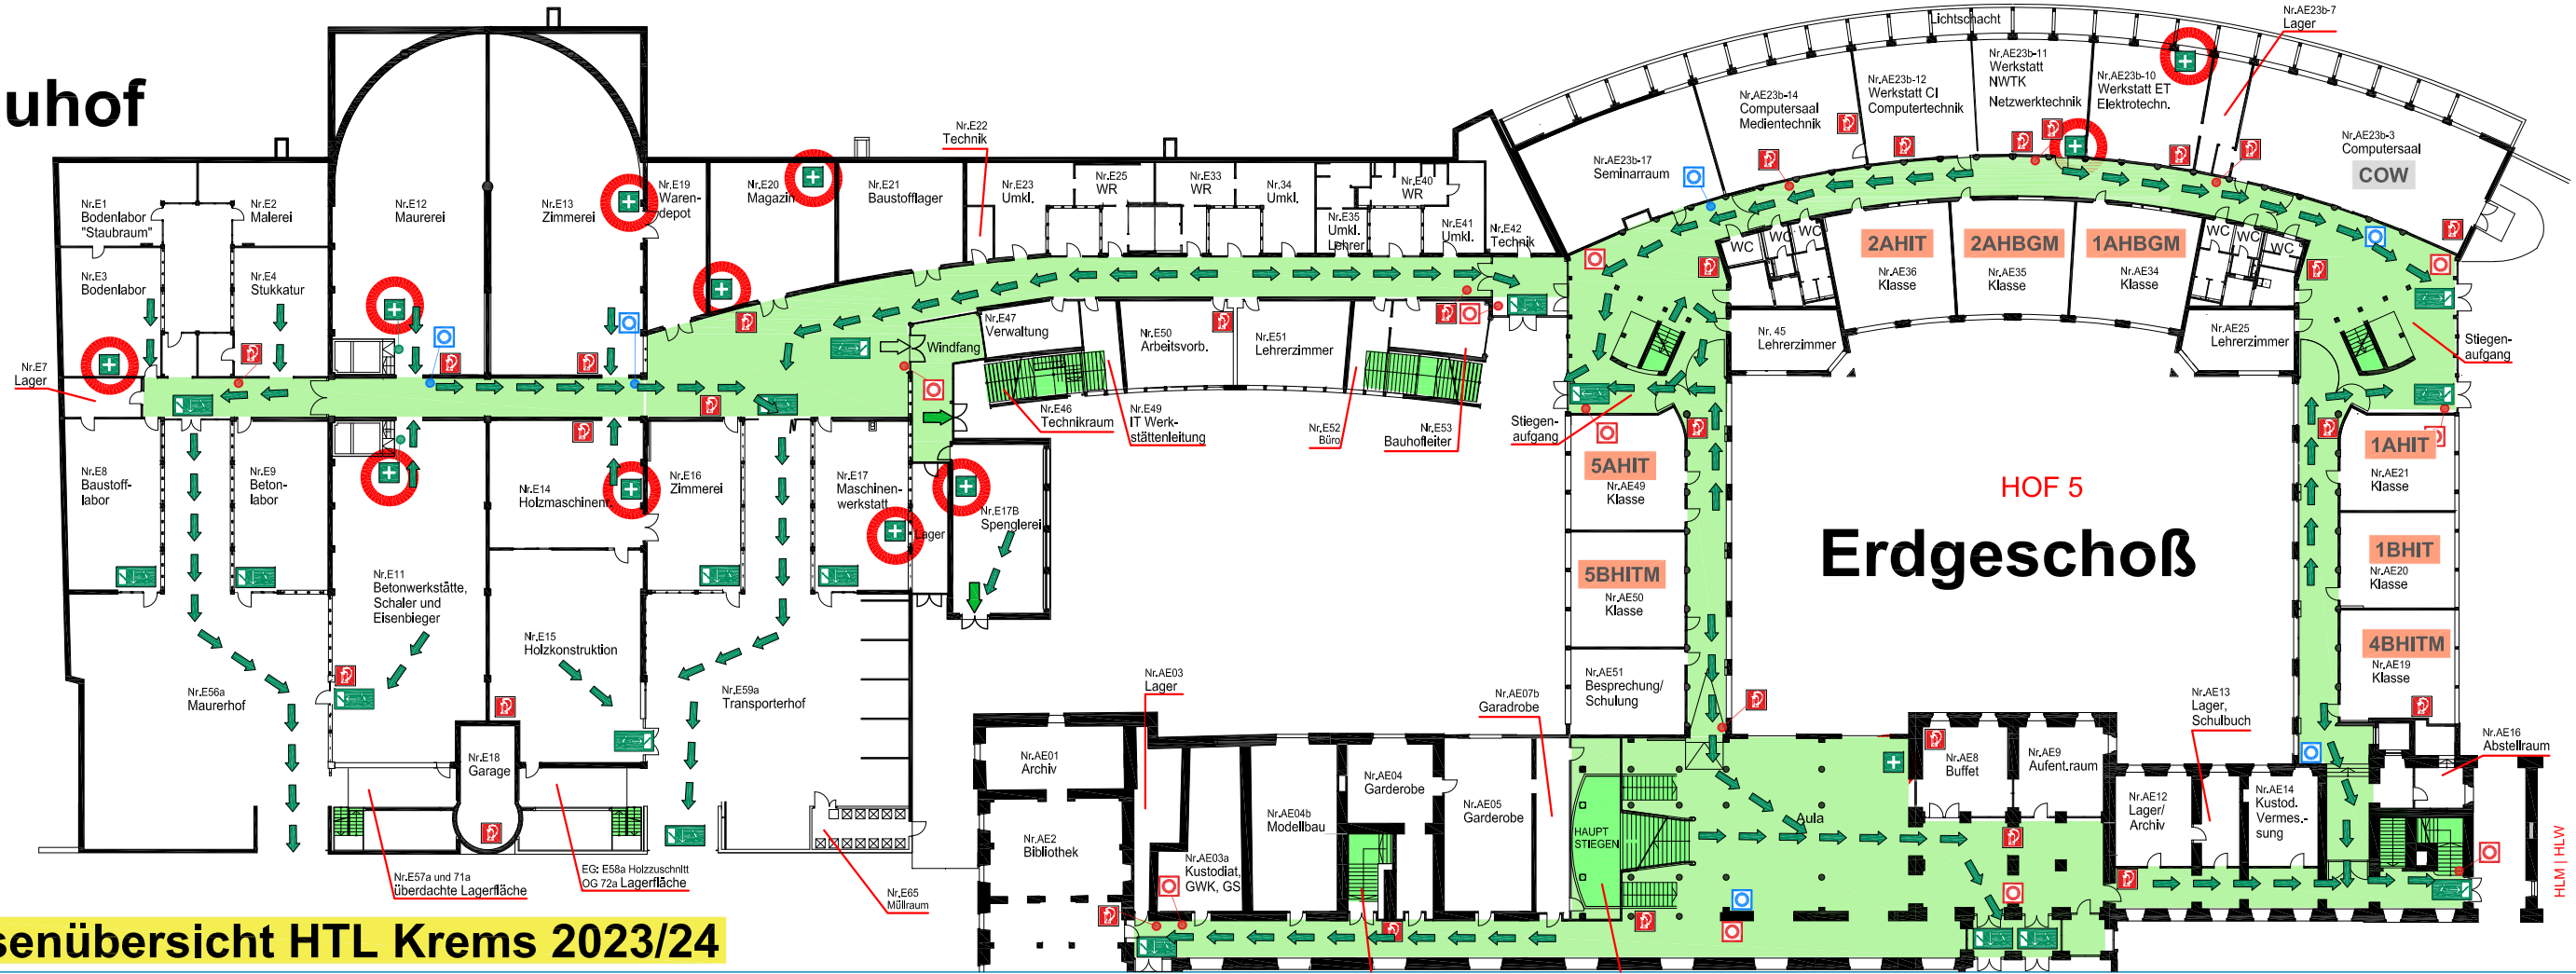 uhof
Nr.E1
Bodenlabor
"Staubraum"
Nr.E2
Malerei
Nr.E3
Bodenlabor
Nr.E4
Stukkatur
Nr.E7
Lager
Nr.E8
Baustoff-
labor
Nr.E9
Beton-
labor
Nr.E12
Maurerei
Nr.E13
Zimmerei
Nr.E19
Waren-
depot
Nr.E20
Magazin
Nr.E21
Baustofflager
Nr.E22
Technik
Nr.E23
Umkl.
Nr.E25
WR
Nr.E33
WR
Nr.34
Umkl.
Nr.E35
Umkl.
Lehrer
Nr.E40
WR
Nr.E41
Umkl.
Nr.E42
Technik
Nr.E47
Verwaltung
Windfang
Nr.E50
Arbeitsvorb.
Nr.E51
Lehrerzimmer
Nr.E46
Technikraum
Nr.E49
IT Werk-
stättenleitung
Nr.E52
Büro
Nr.E53
Bauhofleiter
Nr.E14
Holzmaschinenr.
Nr.E16
Zimmerei
Nr.E17
Maschinen-
werkstatt
Lager
Nr.E17B
Spenglerei
Nr.E11
Betonwerkstätte,
Schaler und
Eisenbieger
Nr.E15
Holzkonstruktion
Nr.E56a
Maurerhof
Nr.E59a
Transporterhof
Nr.E18
Garage
Nr.E57a und 71a
überdachte Lagerfläche
EG: E58a Holzzuschnitt
OG 72a Lagerfläche
Nr.E65
Müllraum
senübersicht HTL Krems 2023/24
Nr.AE23b-7
Lager
Lichtschacht
Nr.AE23b-17
Seminarraum
Nr.AE23b-14
Computersaal
Medientechnik
Nr.AE23b-12
Werkstatt CI
Computertechnik
Nr.AE23b-11
Werkstatt
NWTK
Netzwerktechnik
Nr.AE23b-10
Werkstatt ET
Elektrotechn.
Nr.AE23b-3
Computersaal
COW
WC
WC
WC
2AHIT
Nr.AE36
Klasse
2AHBGM
Nr.AE35
Klasse
1AHBGM
Nr.AE34
Klasse
WC
WC
WC
Nr. 45
Lehrerzimmer
Nr.AE25
Lehrerzimmer
Stiegen-
aufgang
Stiegen-
aufgang
5AHIT
Nr.AE49
Klasse
5BHITM
Nr.AE50
Klasse
Nr.AE51
Besprechung/
Schulung
HOF 5
Erdgeschoß
1AHIT
Nr.AE21
Klasse
1BHIT
Nr.AE20
Klasse
4BHITM
Nr.AE19
Klasse
Nr.AE13
Lager,
Schulbuch
Nr.AE16
Abstellraum
Nr.AE03
Lager
Nr.AE07b
Garadrobe
Nr.AE01
Archiv
Nr.AE2
Bibliothek
Nr.AE03a
Kustodiat,
GWK, GS
Nr.AE04b
Modellbau
Nr.AE04
Garderobe
Nr.AE05
Garderobe
HAUPT
STIEGEN
Aula
Nr.AE8
Buffet
Nr.AE9
Aufent.raum
Nr.AE12
Lager/
Archiv
Nr.AE14
Kustod.
Vermes.-
sung
HLM | HLW